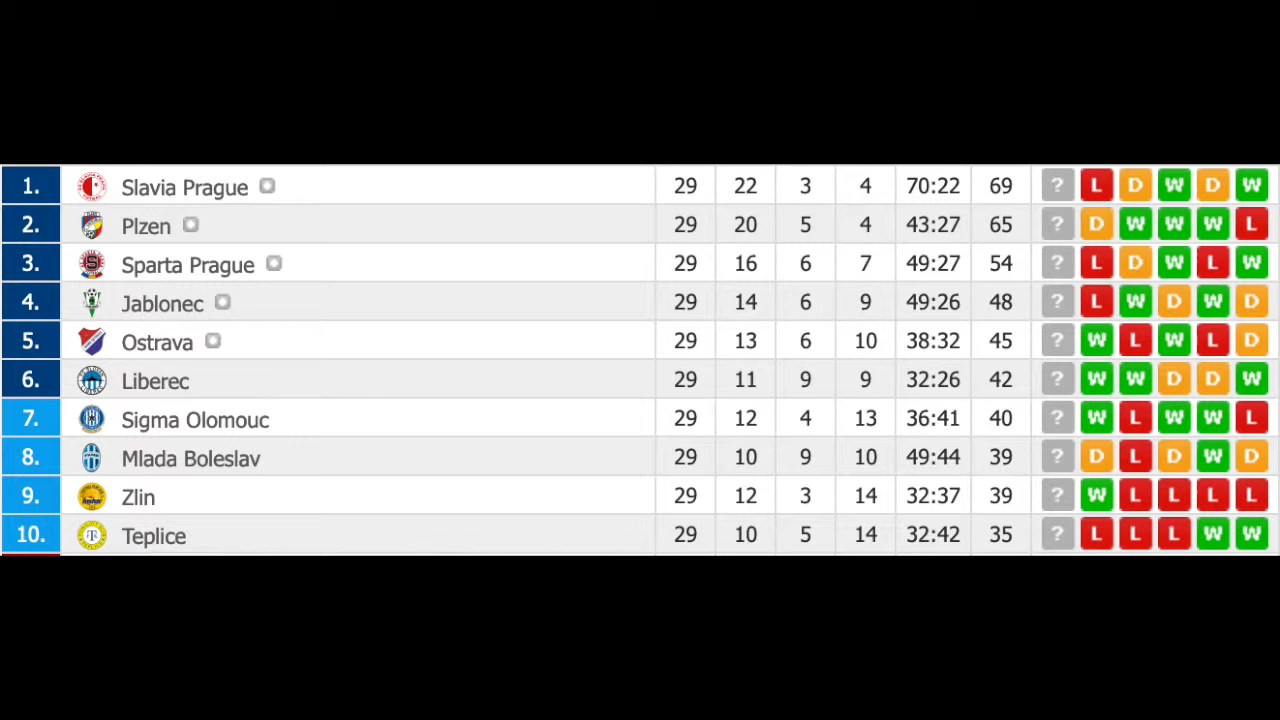 1. Slavia Prague 29 22 3 4 70:22 69 ? L D W D W
2. Plzen 29 20 5 4 43:27 65 ? D W W W L
3. Sparta Prague 29 16 6 7 49:27 54 ? L D W L W
4. Jablonec 29 14 6 9 49:26 48 ? L W D W D
5. Ostrava 29 13 6 10 38:32 45 ? W L W L D
6. Liberec 29 11 9 9 32:26 42 ? W W D D W
7. Sigma Olomouc 29 12 4 13 36:41 40 ? W L W W L
8. Mlada Boleslav 29 10 9 10 49:44 39 ? D L D W D
9. Zlin 29 12 3 14 32:37 39 ? W L L L L
10. Teplice 29 10 5 14 32:42 35 ? L L L W W